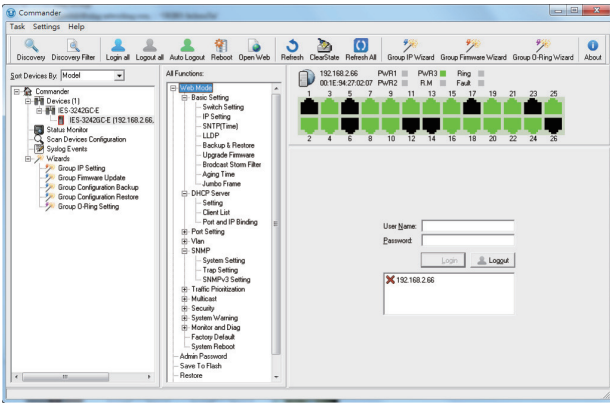 Commander
Task Settings Help
Discovery Discovery Filter Login all Logout all Auto Logout Reboot Open Web Refresh ClearState Refresh All Group IP Wizard Group Firmware Wizard Group O-Ring Wizard About
Sort Devices By: Model
Commander
Devices (1)
IES-3242GC-E
IES-3242GC-E (192.168.2.66.
Status Monitor
Scan Devices Configuration
Syslog Events
Wizards
Group IP Setting
Group Firmware Update
Group Configuration Backup
Group Configuration Restore
Group O-Ring Setting
All Functions:
Web Mode
Basic Setting
Switch Setting
IP Setting
SNTP(Time)
LLDP
Backup & Restore
Upgrade Firmware
Brodcast Storm Filter
Aging Time
Jumbo Frame
DHCP Server
Setting
Client List
Port and IP Binding
Port Setting
Vlan
SNMP
System Setting
Trap Setting
SNMPv3 Setting
Traffic Prioritization
Multicast
Security
System Warning
Monitor and Diag
Factory Default
System Reboot
Admin Password
Save To Flash
Restore
192.168.2.66 PWR1 PWR3 Ring
00:1E:94:27:02:07 PWR2 R.M Fault
1 3 5 7 9 11 13 15 17 19 21 23 25
2 4 6 8 10 12 14 16 18 20 22 24 26
User Name:
Password:
Login Logout
192.168.2.66